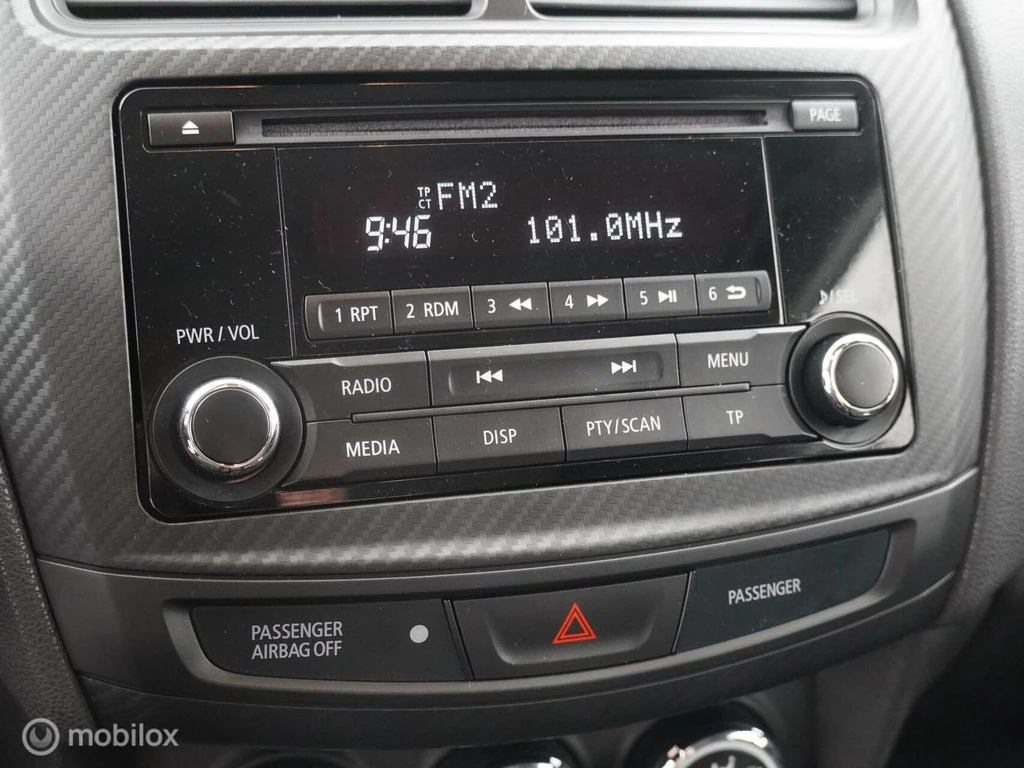 PAGE
TP
CT
FM2
9:46
101.0MHz
1 RPT
2 RDM
3
4
5
6
♪/SEL
PWR / VOL
RADIO
MENU
MEDIA
DISP
PTY/SCAN
TP
PASSENGER
AIRBAG OFF
PASSENGER
mobilox